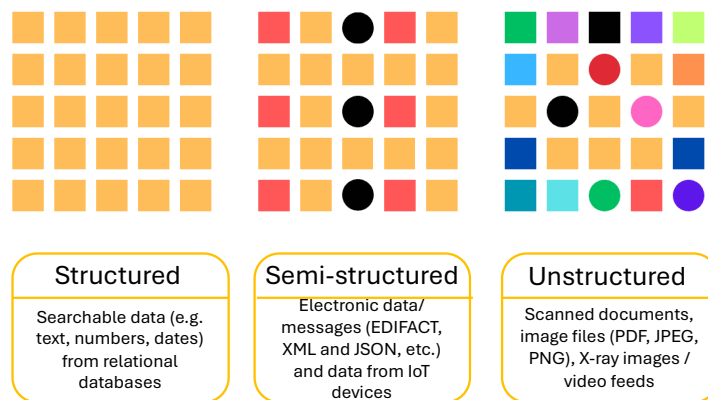 Structured
Searchable data (e.g.
text, numbers, dates)
from relational
databases
Semi-structured
Electronic data/
messages (EDIFACT,
XML and JSON, etc.)
and data from IoT
devices
Unstructured
Scanned documents,
image files (PDF, JPEG,
PNG), X-ray images /
video feeds